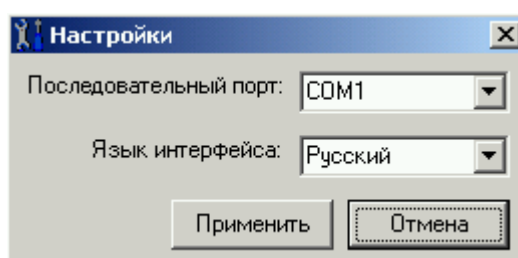 Настройки
Последовательный порт: COM1
Язык интерфейса: Русский
Применить Отмена